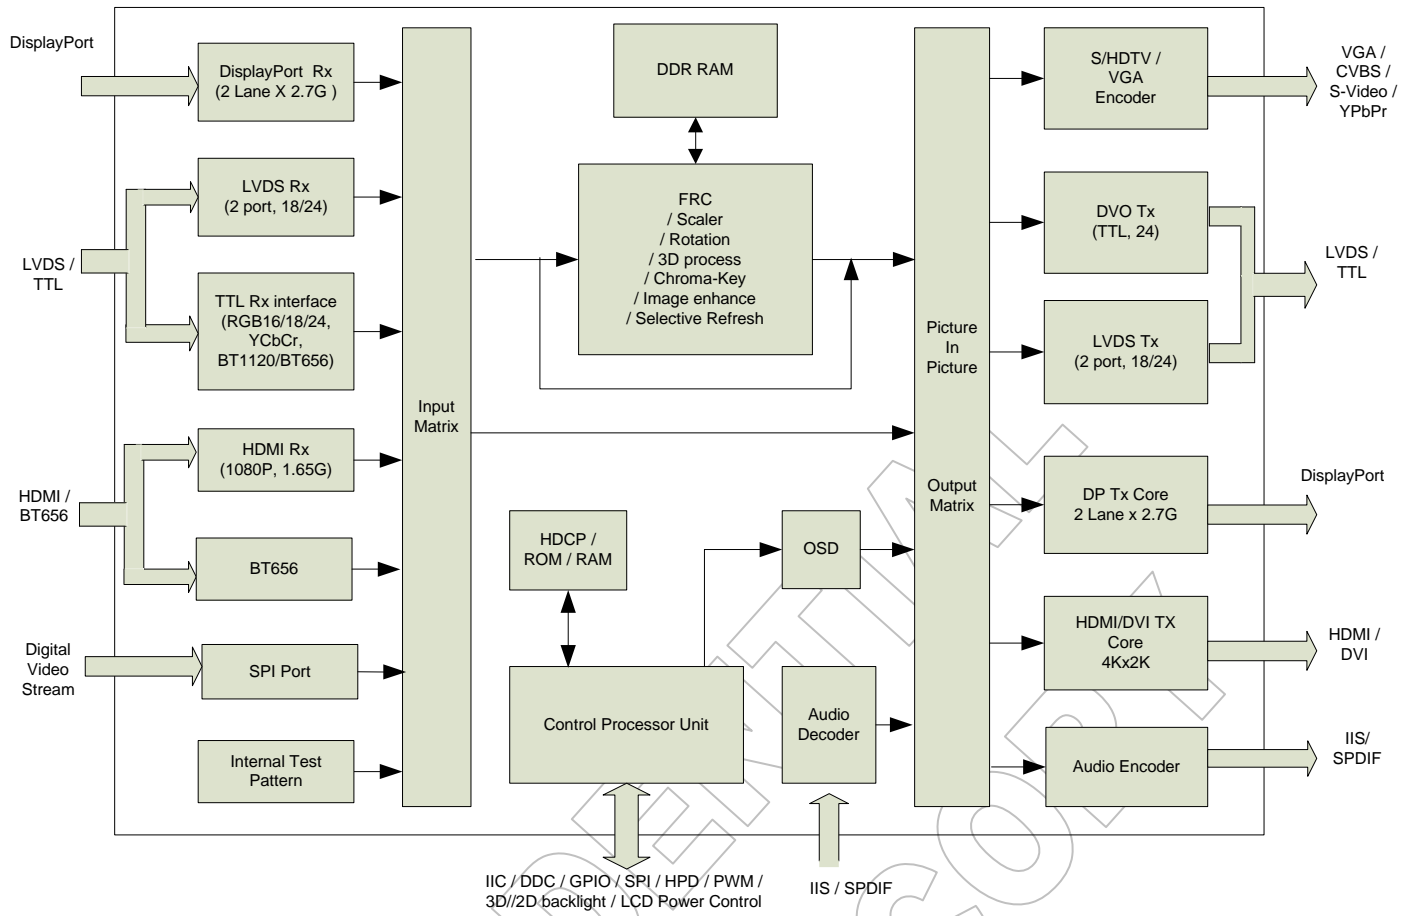 DisplayPort
DisplayPort Rx
(2 Lane X 2.7G )
LVDS Rx
(2 port, 18/24)
LVDS /
TTL
TTL Rx interface
(RGB16/18/24,
YCbCr,
BT1120/BT656)
HDMI Rx
(1080P, 1.65G)
HDMI /
BT656
BT656
Digital
Video
Stream
SPI Port
Internal Test
Pattern
Input
Matrix
DDR RAM
FRC
/ Scaler
/ Rotation
/ 3D process
/ Chroma-Key
/ Image enhance
/ Selective Refresh
HDCP /
ROM / RAM
OSD
Control Processor Unit
Audio
Decoder
IIC / DDC / GPIO / SPI / HPD / PWM /
3D//2D backlight / LCD Power Control
IIS / SPDIF
Picture
In
Picture
Output
Matrix
S/HDTV /
VGA
Encoder
VGA /
CVBS /
S-Video /
YPbPr
DVO Tx
(TTL, 24)
LVDS Tx
(2 port, 18/24)
LVDS /
TTL
DP Tx Core
2 Lane x 2.7G
DisplayPort
HDMI/DVI TX
Core
4Kx2K
HDMI /
DVI
Audio Encoder
IIS/
SPDIF